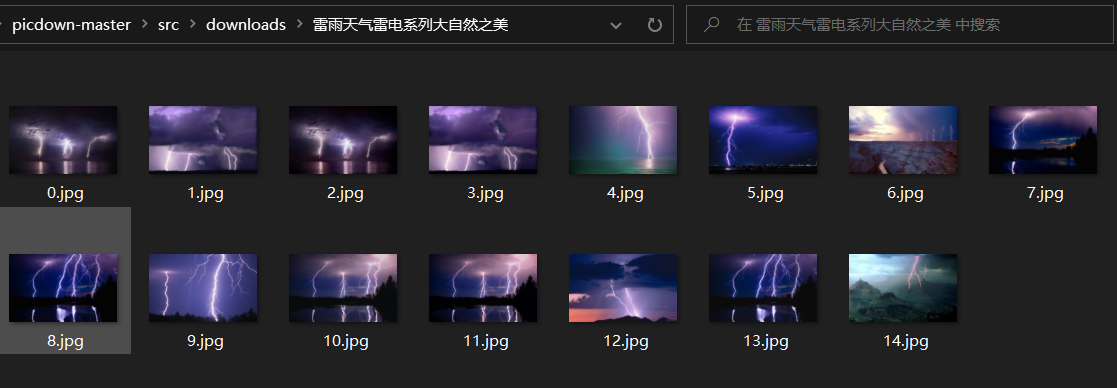 picdown-master > src > downloads > 雷雨天气雷电系列大自然之美
在 雷雨天气雷电系列大自然之美 中搜索
0.jpg 1.jpg 2.jpg 3.jpg 4.jpg 5.jpg 6.jpg 7.jpg
8.jpg 9.jpg 10.jpg 11.jpg 12.jpg 13.jpg 14.jpg